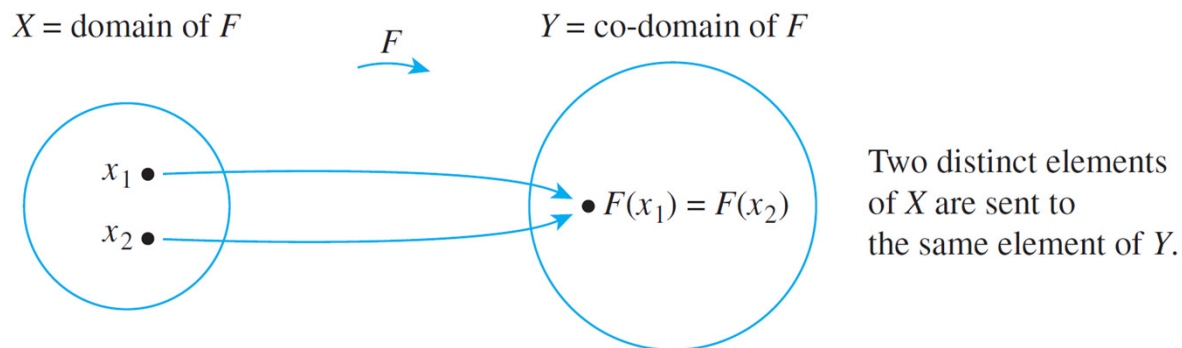 X = domain of F
F
Y = co-domain of F
x₁
x₂
F(x₁) = F(x₂)
Two distinct elements
of X are sent to
the same element of Y.